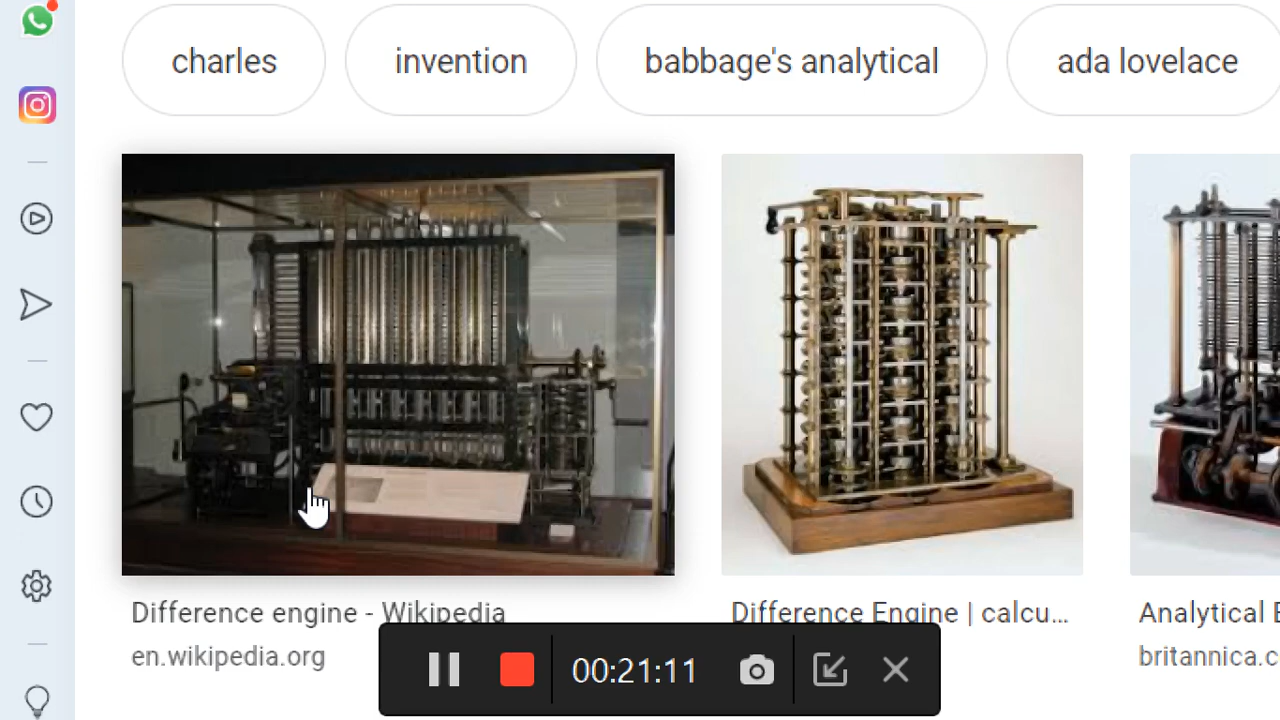 charles
invention
babbage's analytical
ada lovelace
Difference engine - Wikipedia
en.wikipedia.org
Difference Engine | calcu...
Analytical E
britannica.c
00:21:11